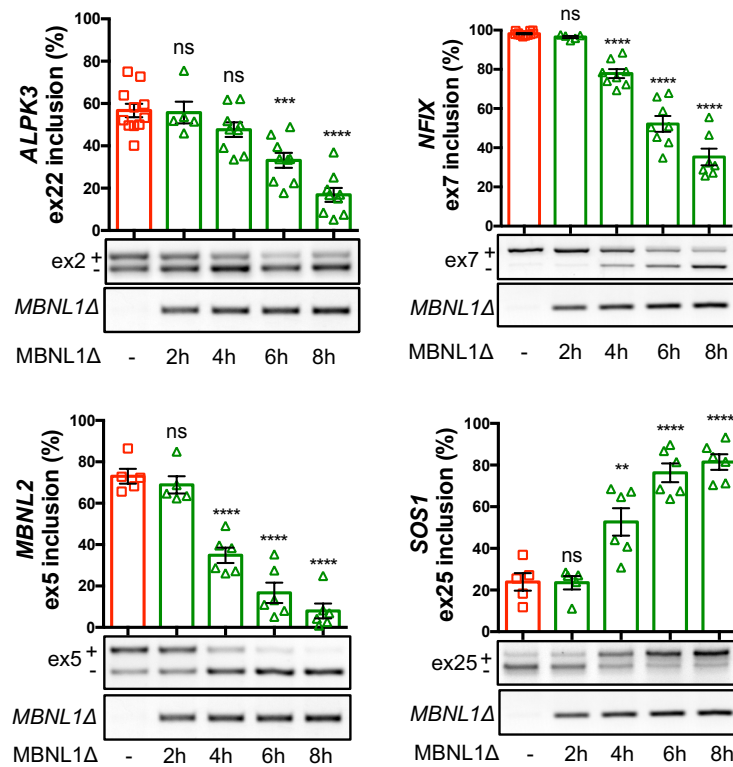 ALPK3
ex22 inclusion (%)
100
80
60
40
20
0
ns
ns
***
****
ex2 +
-
MBNL1Δ
MBNL1Δ - 2h 4h 6h 8h
NFIX
ex7 inclusion (%)
100
80
60
40
20
0
ns
****
****
****
ex7 +
-
MBNL1Δ
MBNL1Δ - 2h 4h 6h 8h
MBNL2
ex5 inclusion (%)
100
80
60
40
20
0
ns
****
****
****
ex5 +
-
MBNL1Δ
MBNL1Δ - 2h 4h 6h 8h
SOS1
ex25 inclusion (%)
100
80
60
40
20
0
ns
**
****
****
ex25 +
-
MBNL1Δ
MBNL1Δ - 2h 4h 6h 8h